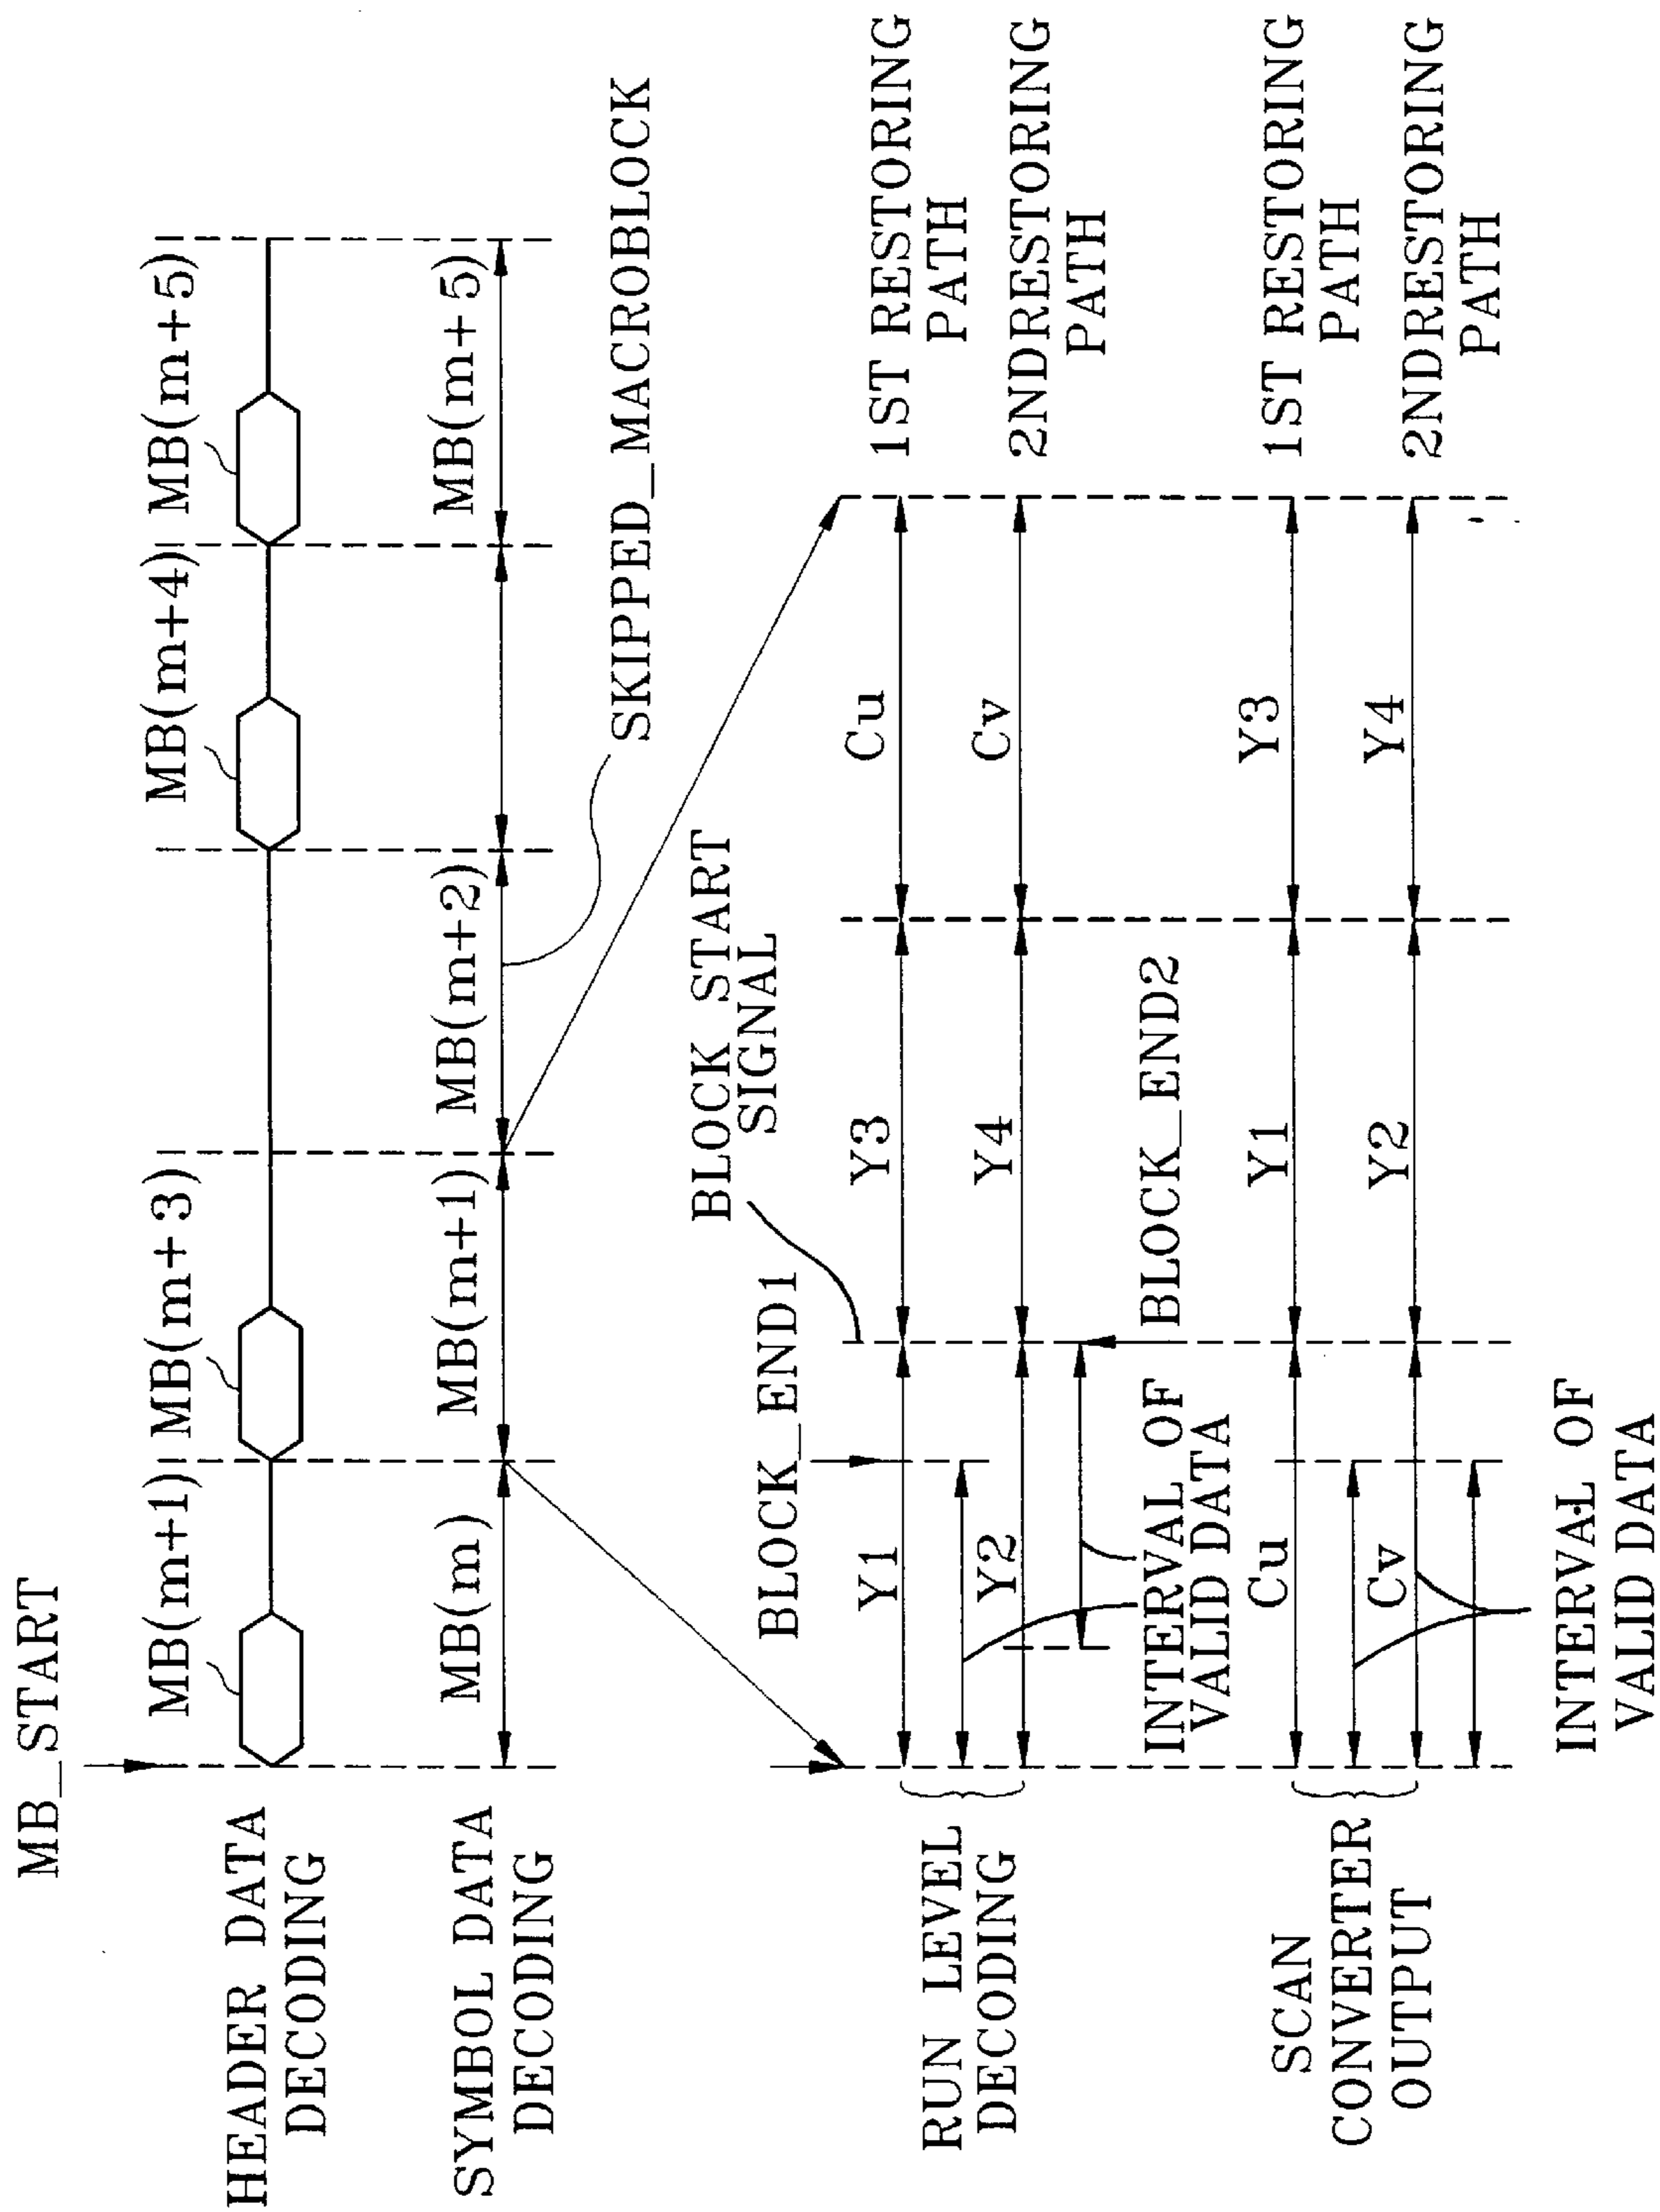 MB_START
HEADER DATA
DECODING
MB(m+1)
MB(m+3)
MB(m+4)
MB(m+5)
SYMBOL DATA
DECODING
MB(m)
MB(m+1)
MB(m+2)
MB(m+5)
SKIPPED_MACROBLOCK
BLOCK_END1
BLOCK START
SIGNAL
RUN LEVEL
DECODING
Y1
Y3
Cu
1ST RESTORING
PATH
Y2
Y4
Cv
2NDRESTORING
PATH
INTERVAL OF
VALID DATA
BLOCK_END2
SCAN
CONVERTER
OUTPUT
Cu
Y1
Y3
1ST RESTORING
PATH
Cv
Y2
Y4
2NDRESTORING
PATH
INTERVAL OF
VALID DATA